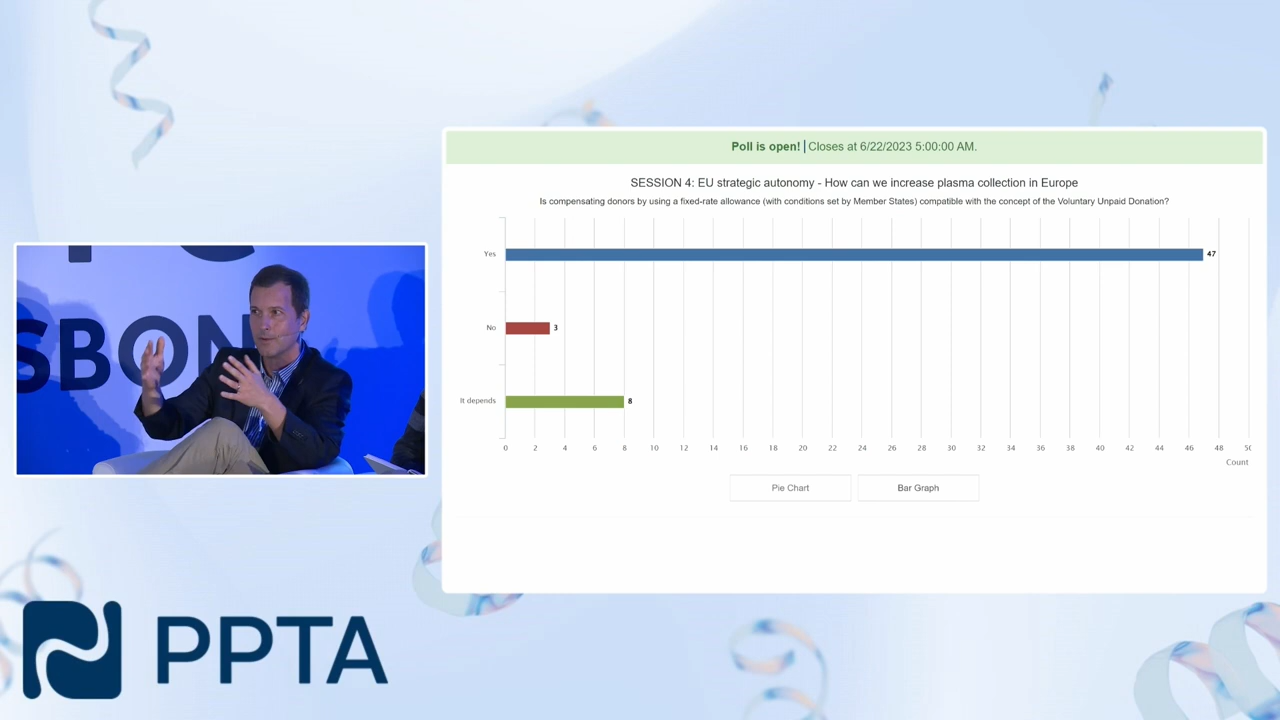 Poll is open! Closes at 6/22/2023 5:00:00 AM.
SESSION 4: EU strategic autonomy - How can we increase plasma collection in Europe
Is compensating donors by using a fixed-rate allowance (with conditions set by Member States) compatible with the concept of the Voluntary Unpaid Donation?
Yes
47
No
3
It depends
8
0 2 4 6 8 10 12 14 16 18 20 22 24 26 28 30 32 34 36 38 40 42 44 46 48 50
Count
Pie Chart Bar Graph
SBON
PPTA